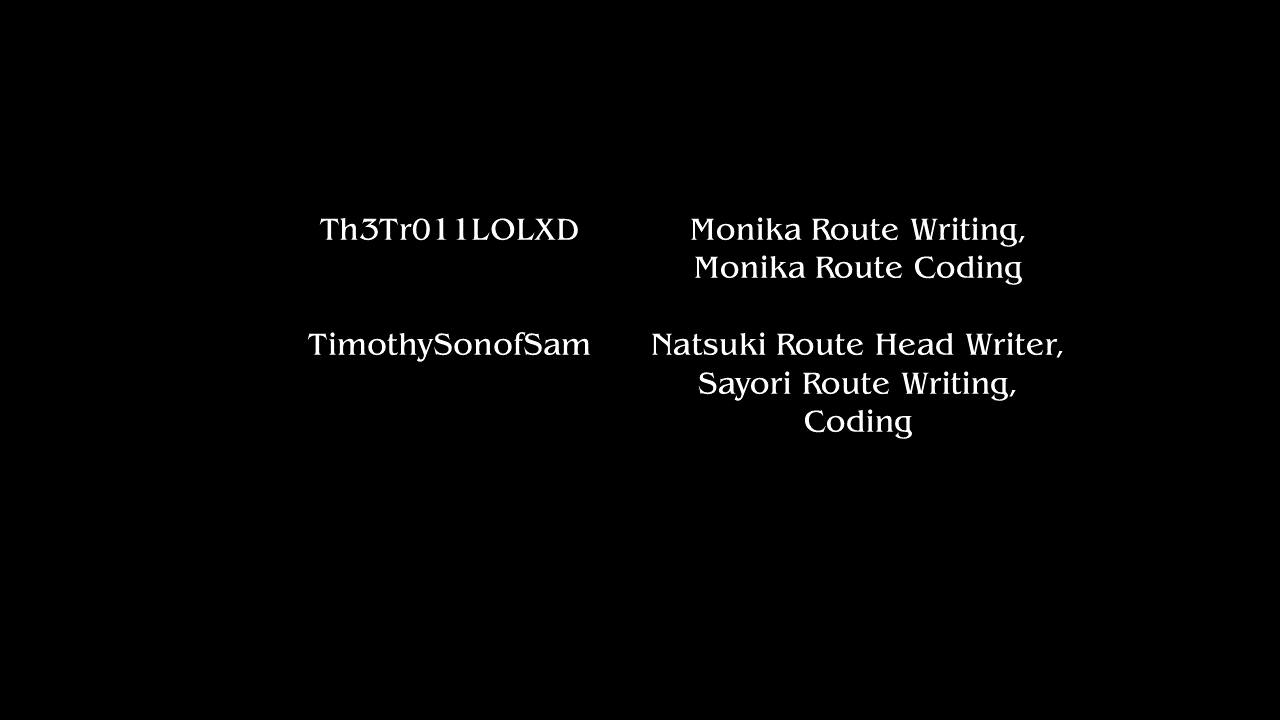 Th3Tr011LOLXD Monika Route Writing,
Monika Route Coding
TimothySonofSam Natsuki Route Head Writer,
Sayori Route Writing,
Coding